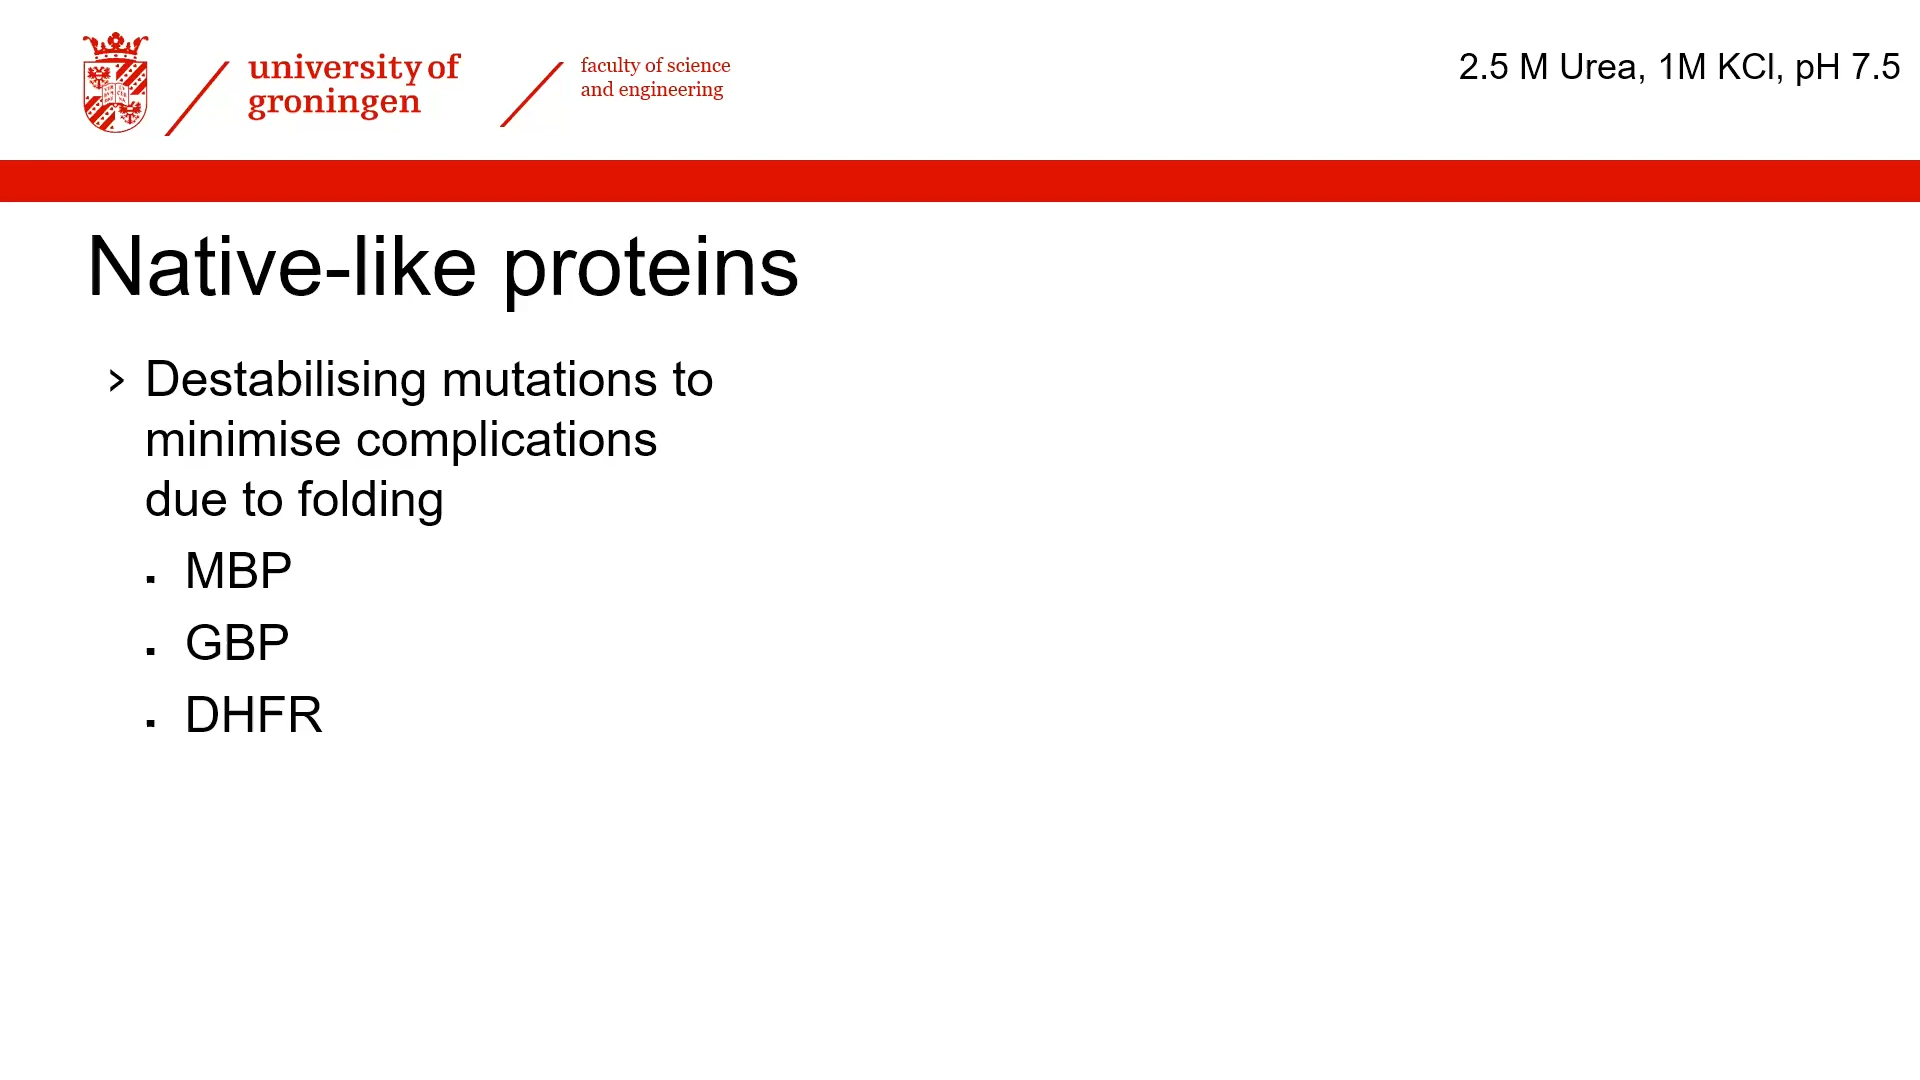 university of
groningen
faculty of science
and engineering
2.5 M Urea, 1M KCl, pH 7.5
Native-like proteins
› Destabilising mutations to
minimise complications
due to folding
▪ MBP
▪ GBP
▪ DHFR